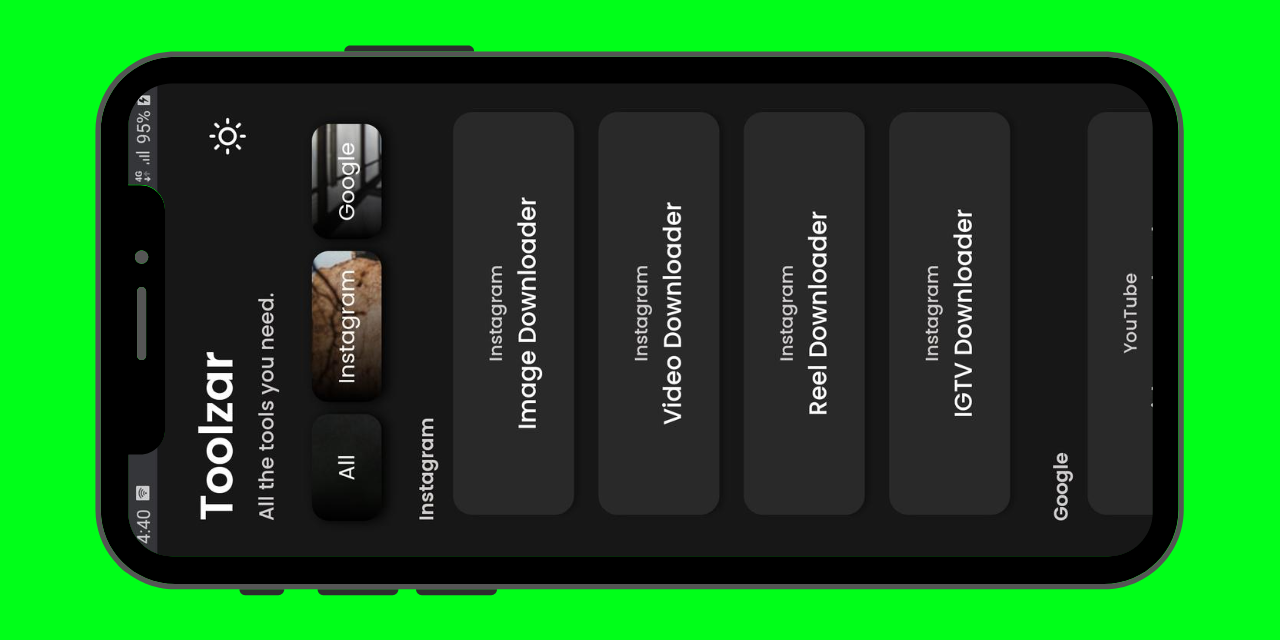 4:40
4G 95%
Toolzar
All the tools you need.
All Instagram Google
Instagram
Instagram
Image Downloader
Instagram
Video Downloader
Instagram
Reel Downloader
Instagram
IGTV Downloader
Google
YouTube